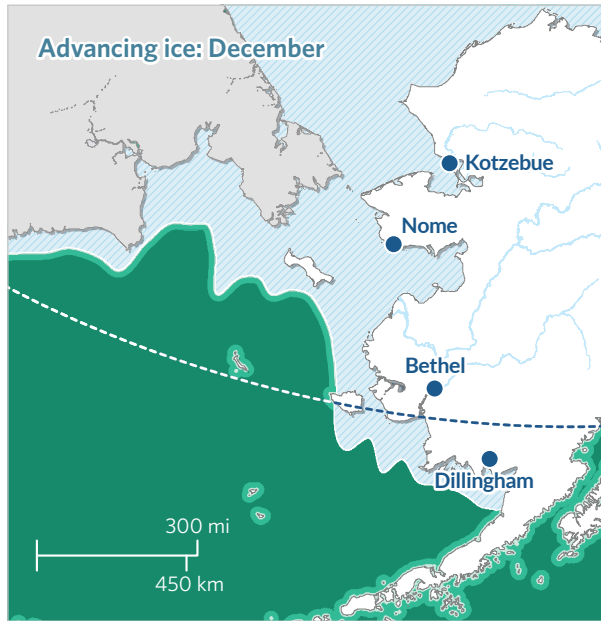 Advancing ice: December
Kotzebue
Nome
Bethel
Dillingham
300 mi
450 km